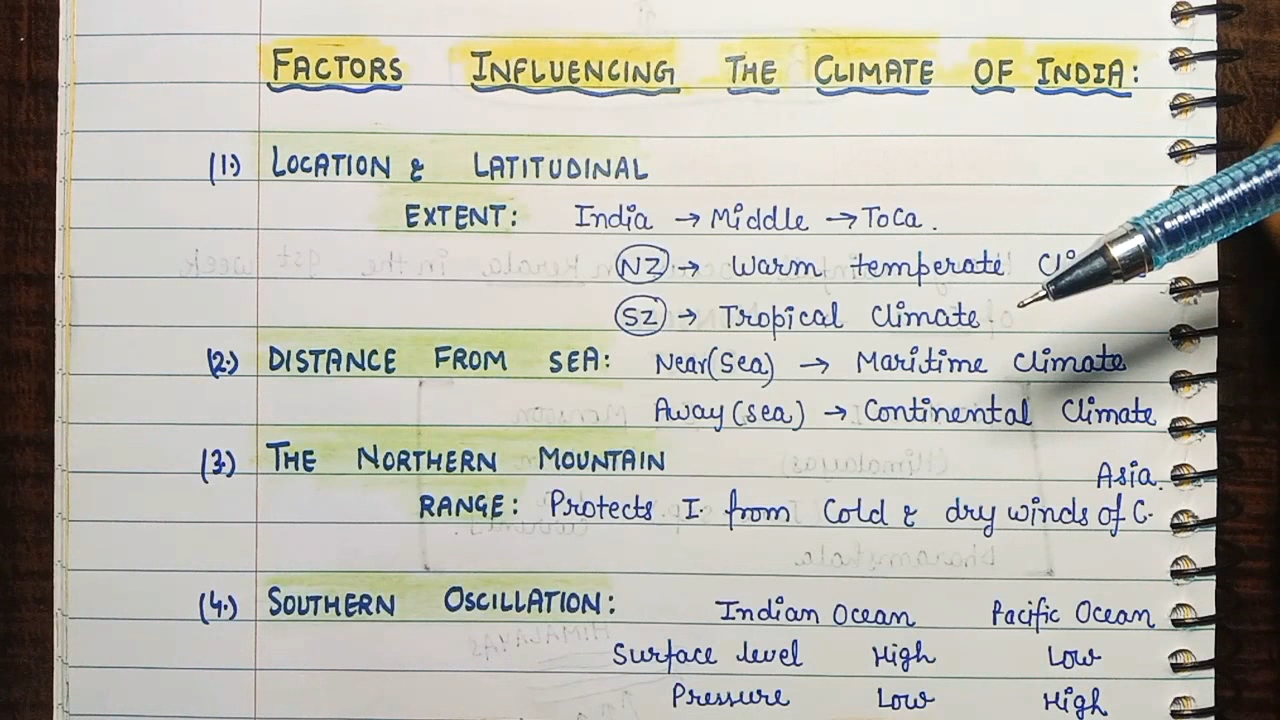 FACTORS INFLUENCING THE CLIMATE OF INDIA:
(1.) LOCATION & LATITUDINAL
EXTENT: India → Middle → ToCa.
NZ → Warm temperate
SZ → Tropical Climate.
(2.) DISTANCE FROM SEA: Near(Sea) → Maritime Climate
Away (sea) → Continental Climate
(3.) THE NORTHERN MOUNTAIN
Asia.
RANGE: Protects I. from Cold & dry winds of C.
(4.) SOUTHERN OSCILLATION: Indian Ocean Pacific Ocean
Surface level High Low
Pressure Low High